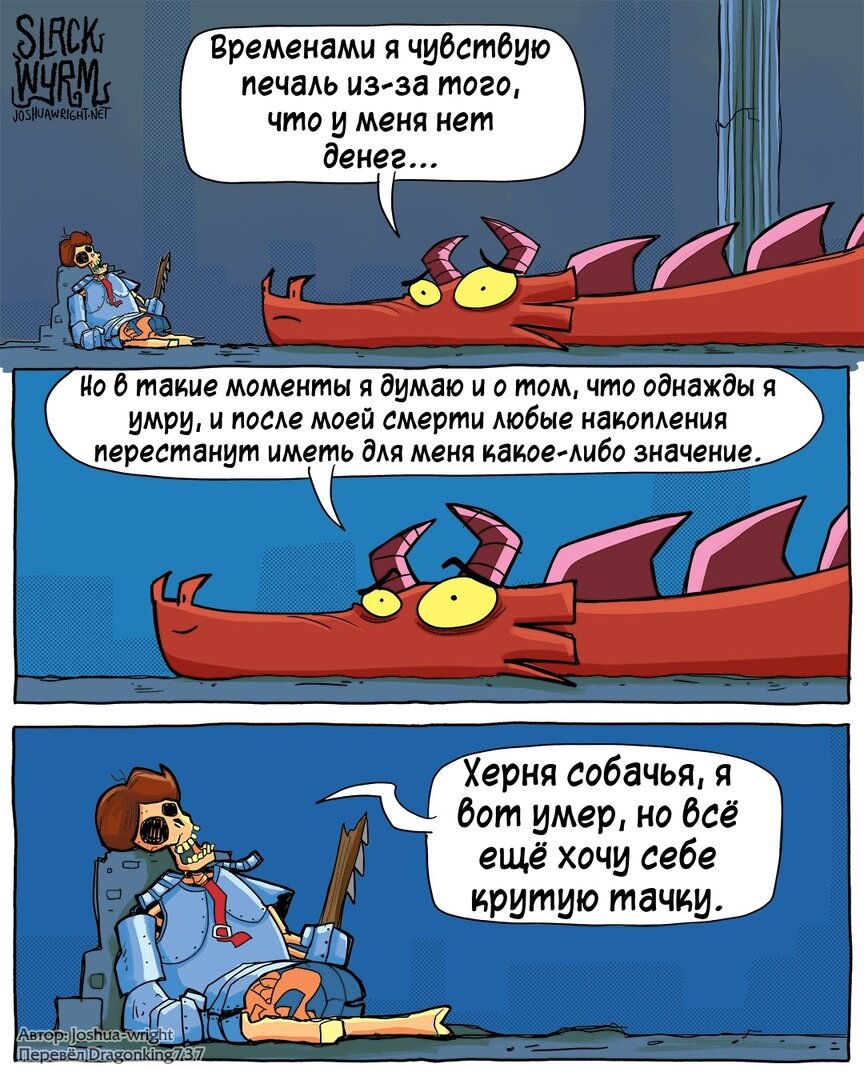 SLACK
WYRM
JOSHUAWRIGHT.NET
Временами я чувствую
печаль из-за того,
что у меня нет
денег...
Но в такие моменты я думаю и о том, что однажды я
умру, и после моей смерти любые накопления
перестанут иметь для меня какое-либо значение.
Херня собачья, я
вот умер, но всё
ещё хочу себе
крутую тачку.
Автор: Joshua-wright
Перевёл Dragonking737